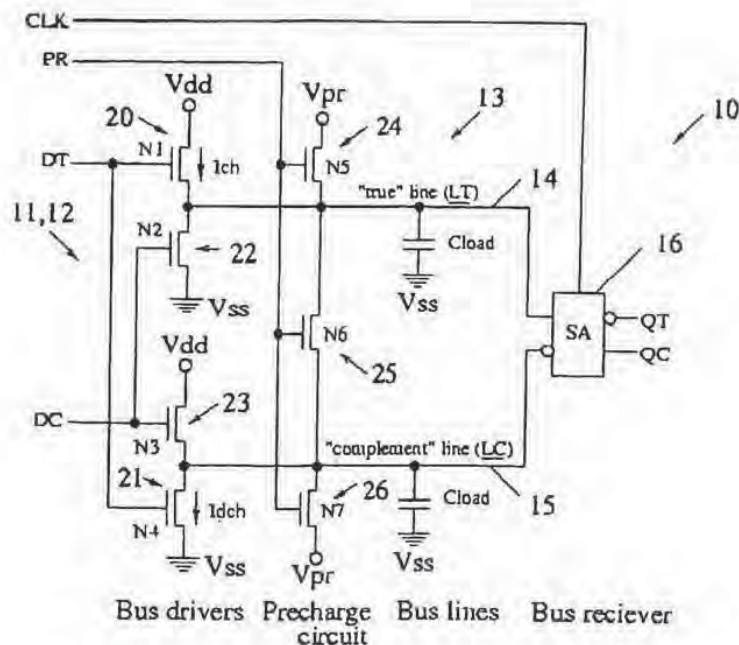 CLK
PR
Vdd
Vpr
13
10
20
24
N1
Ich
N5
DT
"true" line (LT)
14
11,12
N2
22
Cload
16
Vss
Vss
Vdd
N6
SA
QT
25
QC
23
DC
N3
"complement" line (LC)
21
26
15
N4
Idch
N7
Cload
Vss
Vpr
Vss
Bus drivers
Precharge circuit
Bus lines
Bus reciever